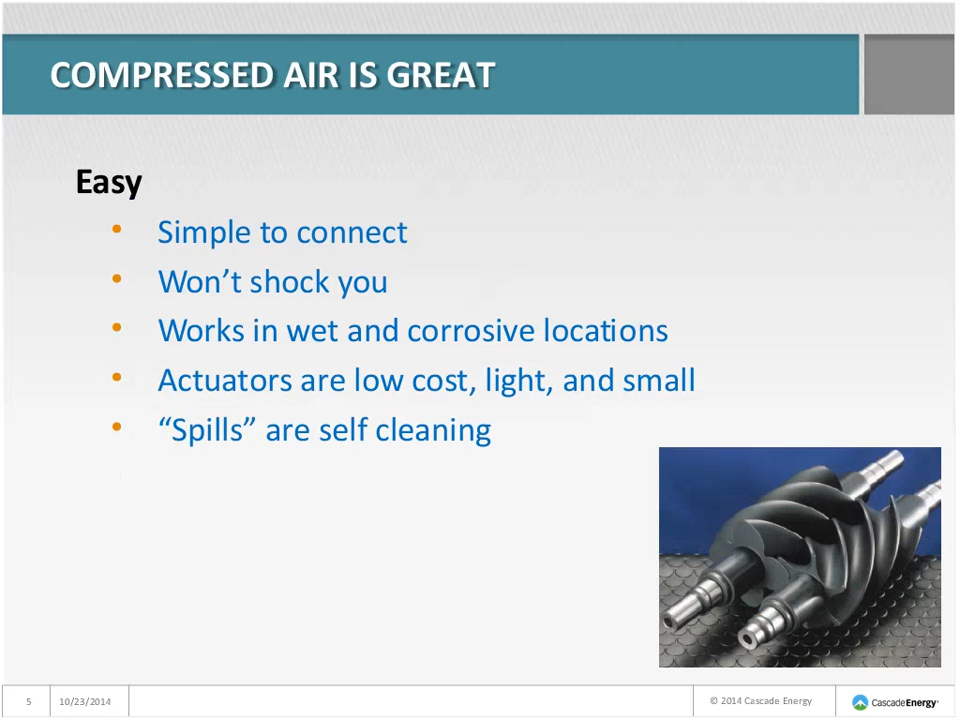 COMPRESSED AIR IS GREAT
Easy
• Simple to connect
• Won’t shock you
• Works in wet and corrosive locations
• Actuators are low cost, light, and small
• “Spills” are self cleaning
5 10/23/2014 © 2014 Cascade Energy CascadeEnergy